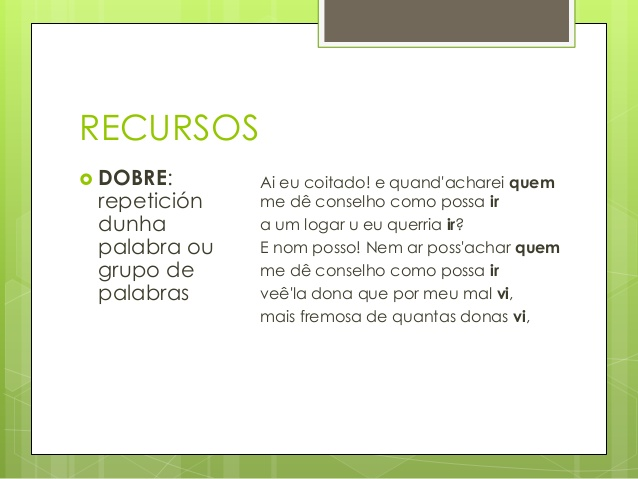 RECURSOS
DOBRE:
repetición
dunha
palabra ou
grupo de
palabras
Ai eu coitado! e quand'acharei quem
me dê conselho como possa ir
a um logar u eu querria ir?
E nom posso! Nem ar poss'achar quem
me dê conselho como possa ir
veê'la dona que por meu mal vi,
mais fremosa de quantas donas vi,